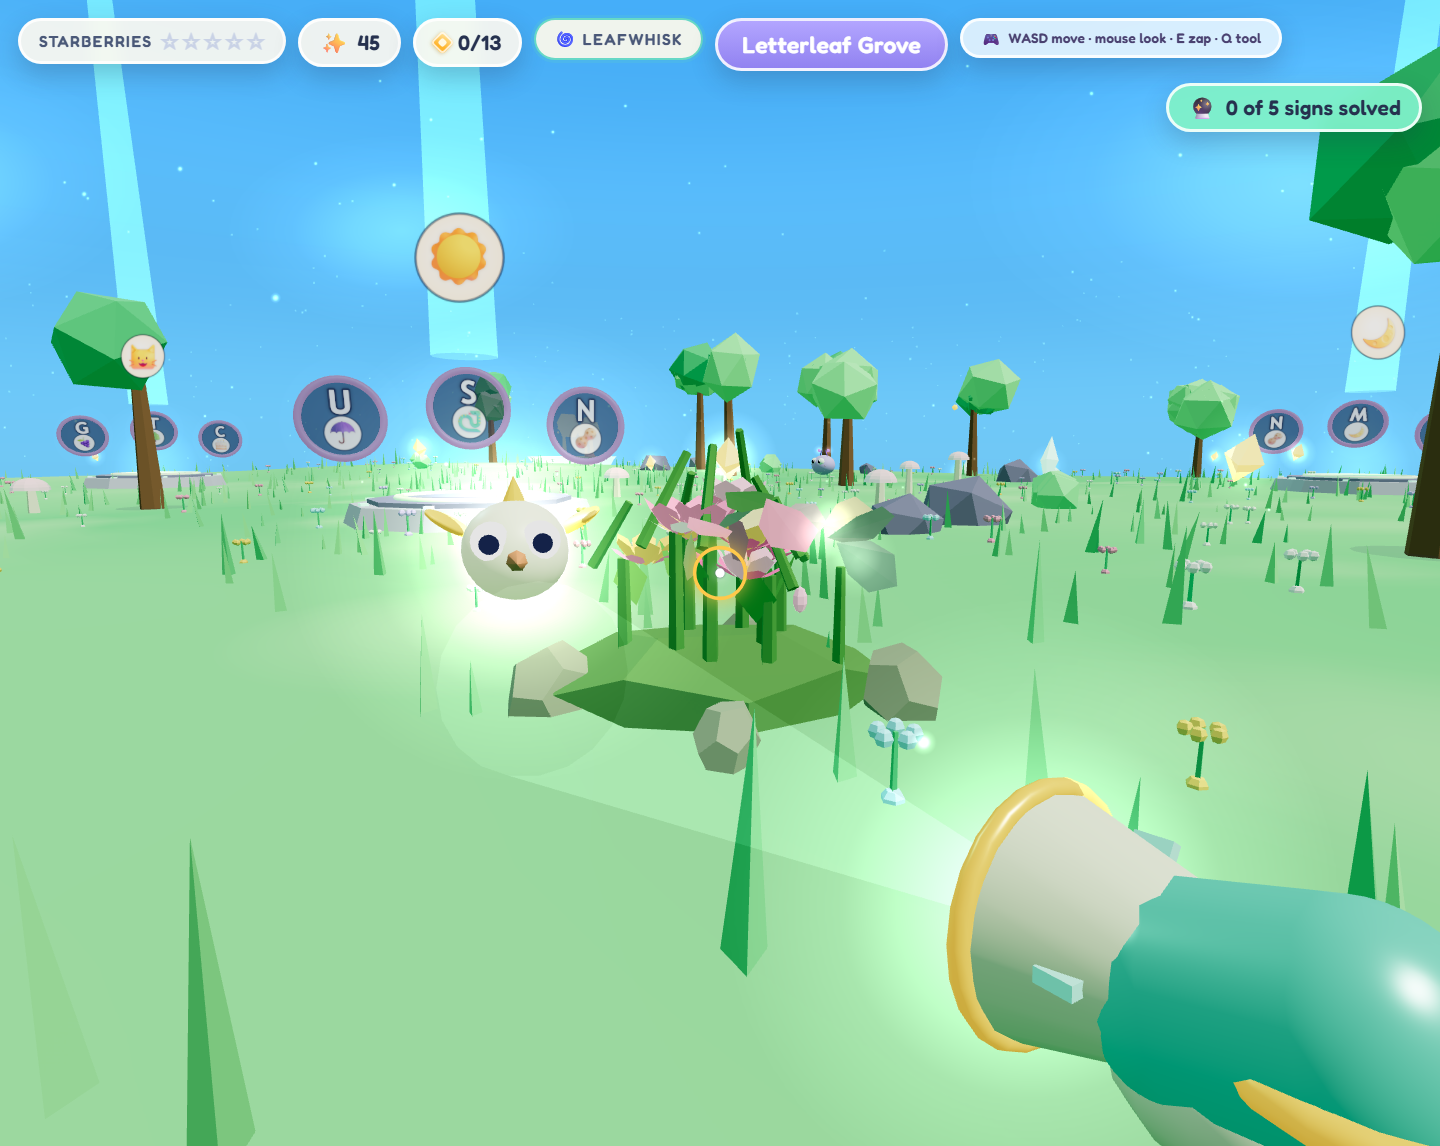 STARBERRIES
45
0/13
LEAFWHISK
Letterleaf Grove
WASD move · mouse look · E zap · Q tool
0 of 5 signs solved
U
S
N
G
T
C
N
M